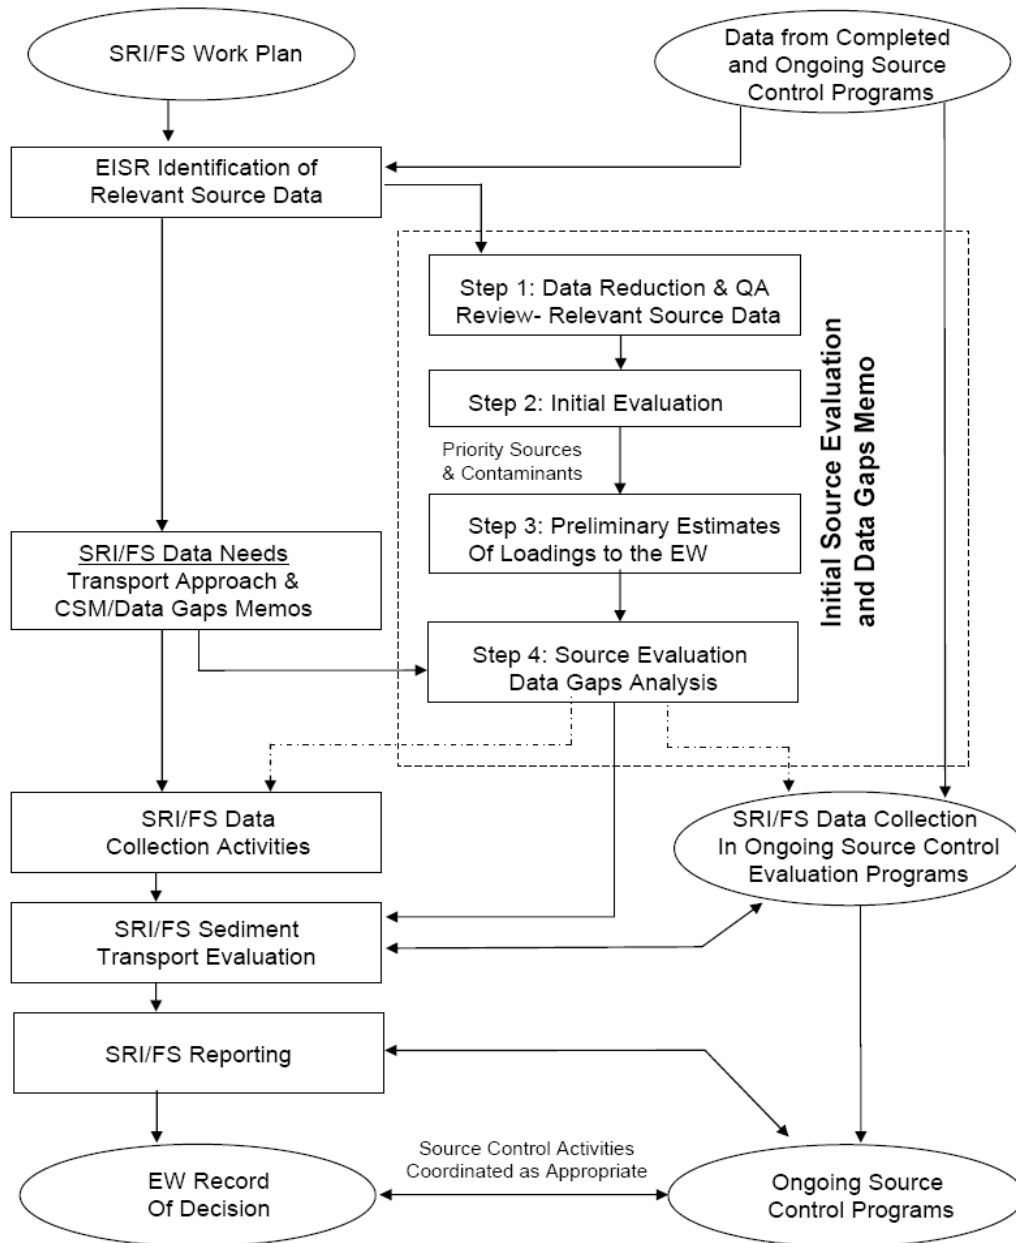 SRI/FS Work Plan
Data from Completed
and Ongoing Source
Control Programs
EISR Identification of
Relevant Source Data
Step 1: Data Reduction & QA
Review- Relevant Source Data
Step 2: Initial Evaluation
Priority Sources
& Contaminants
Step 3: Preliminary Estimates
Of Loadings to the EW
Initial Source Evaluation
and Data Gaps Memo
SRI/FS Data Needs
Transport Approach &
CSM/Data Gaps Memos
Step 4: Source Evaluation
Data Gaps Analysis
SRI/FS Data
Collection Activities
SRI/FS Data Collection
In Ongoing Source Control
Evaluation Programs
SRI/FS Sediment
Transport Evaluation
SRI/FS Reporting
Source Control Activities
Coordinated as Appropriate
EW Record
Of Decision
Ongoing Source
Control Programs